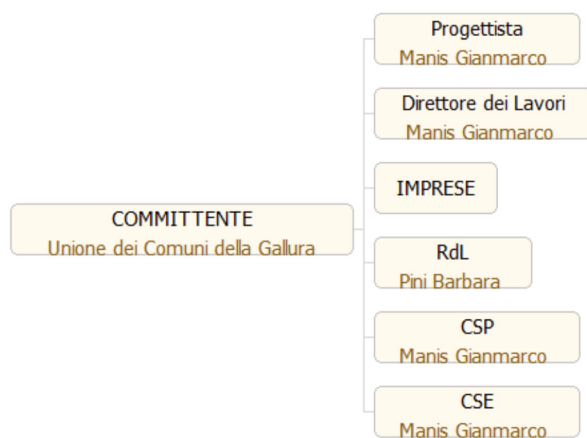 Progettista
Manis Gianmarco
Direttore dei Lavori
Manis Gianmarco
IMPRESE
COMMITTENTE
Unione dei Comuni della Gallura
RdL
Pini Barbara
CSP
Manis Gianmarco
CSE
Manis Gianmarco